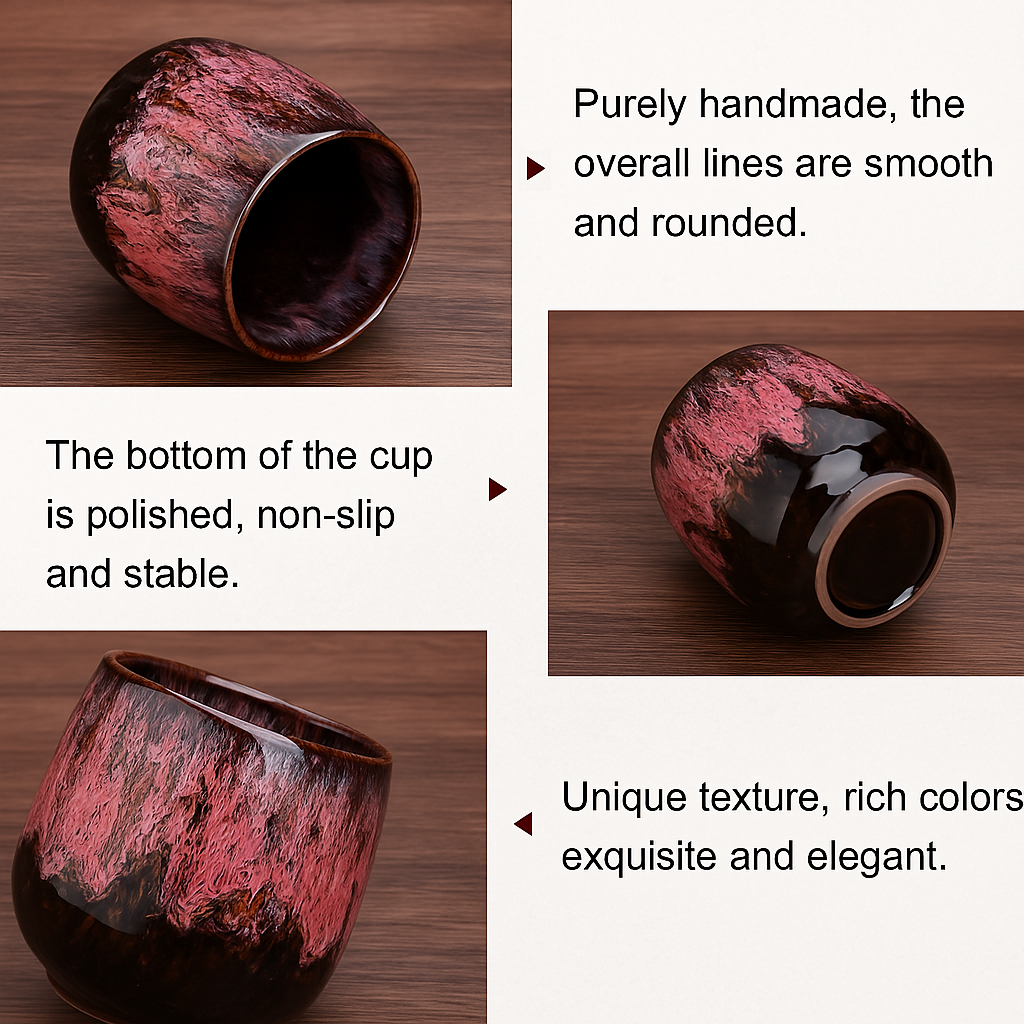 Purely handmade, the
overall lines are smooth
and rounded.
The bottom of the cup
is polished, non-slip
and stable.
Unique texture, rich colors
exquisite and elegant.